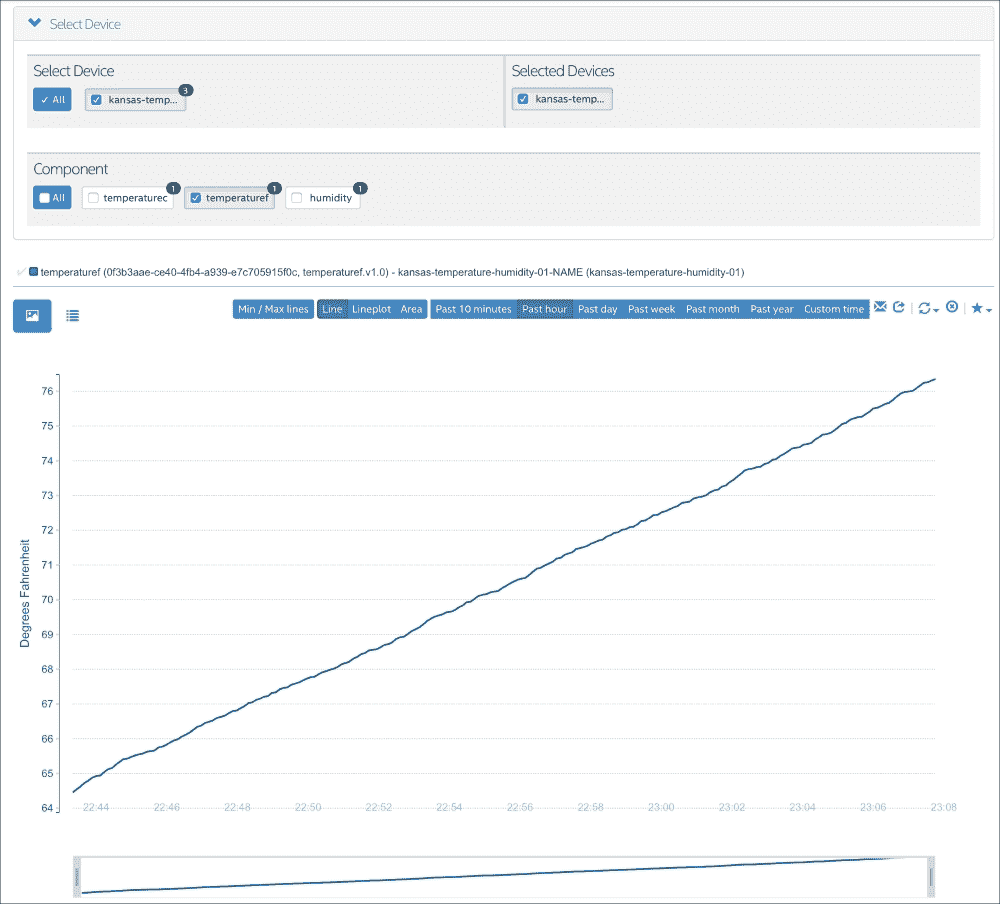 Select Device
Select Device
Selected Devices
All
kansas-temp...
3
kansas-temp...
Component
All
temperaturec
1
temperaturef
1
humidity
1
temperaturef (0f3b3aae-ce40-4fb4-a939-e7c705915f0c, temperaturef.v1.0) - kansas-temperature-humidity-01-NAME (kansas-temperature-humidity-01)
Min / Max lines
Line
Lineplot
Area
Past 10 minutes
Past hour
Past day
Past week
Past month
Past year
Custom time
Degrees Fahrenheit
76
75
74
73
72
71
70
69
68
67
66
65
64
22:44
22:46
22:48
22:50
22:52
22:54
22:56
22:58
23:00
23:02
23:04
23:06
23:08